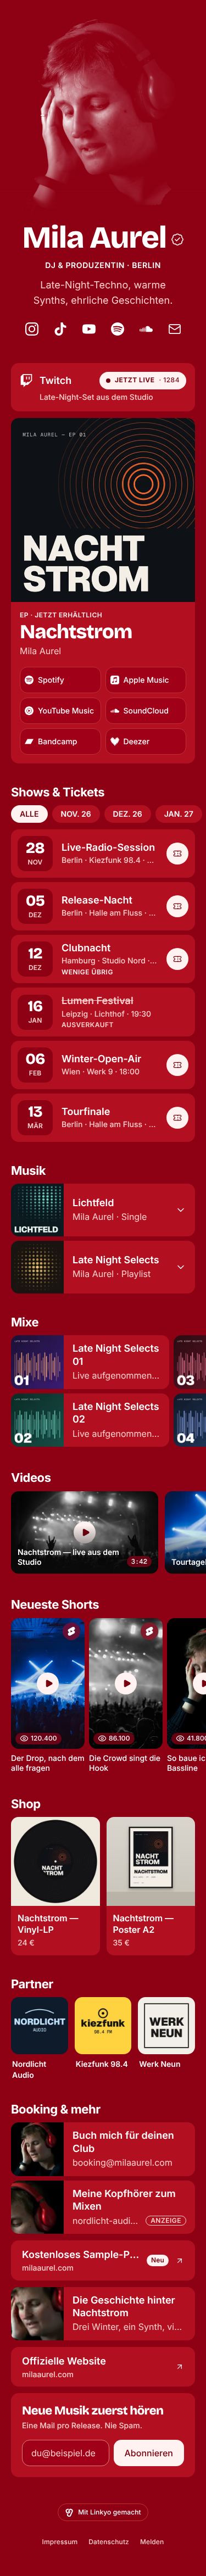 Mila Aurel
DJ & PRODUZENTIN · BERLIN
Late-Night-Techno, warme
Synths, ehrliche Geschichten.
Twitch
JETZT LIVE · 1284
Late-Night-Set aus dem Studio
MILA AUREL — EP 01
NACHT
STROM
EP · JETZT ERHÄLTLICH
Nachtstrom
Mila Aurel
Spotify
Apple Music
YouTube Music
SoundCloud
Bandcamp
Deezer
Shows & Tickets
ALLE
NOV. 26
DEZ. 26
JAN. 27
28
NOV
Live-Radio-Session
Berlin · Kiezfunk 98.4 · ...
05
DEZ
Release-Nacht
Berlin · Halle am Fluss · ...
12
DEZ
Clubnacht
Hamburg · Studio Nord ·...
WENIGE ÜBRIG
16
JAN
Lumen Festival
Leipzig · Lichthof · 19:30
AUSVERKAUFT
06
FEB
Winter-Open-Air
Wien · Werk 9 · 18:00
13
MÄR
Tourfinale
Berlin · Halle am Fluss · ...
Musik
LICHTFELD
Lichtfeld
Mila Aurel · Single
Late Night Selects
Mila Aurel · Playlist
Mixe
01
Late Night Selects
01
Live aufgenommen...
03
02
Late Night Selects
02
Live aufgenommen...
04
Videos
Nachtstrom — live aus dem
Studio
3:42
Neueste Shorts
120.400
86.100
Der Drop, nach dem
alle fragen
Die Crowd singt die
Hook
Bassline
Shop
NACHT
STROM
NACHT
STROM
Nachtstrom —
Vinyl-LP
24 €
Nachtstrom —
Poster A2
35 €
Partner
NORDLICHT
AUDIO
kiezfunk
98.4 FM
WERK
NEUN
Nordlicht
Audio
Kiezfunk 98.4
Werk Neun
Booking & mehr
Buch mich für deinen
Club
booking@milaaurel.com
Meine Kopfhörer zum
Mixen
nordlicht-audi...
ANZEIGE
Kostenloses Sample-P...
Neu
milaaurel.com
Die Geschichte hinter
Nachtstrom
Drei Winter, ein Synth, vi...
Offizielle Website
milaaurel.com
Neue Musik zuerst hören
Eine Mail pro Release. Nie Spam.
du@beispiel.de
Abonnieren
Mit Linkyo gemacht
Impressum
Datenschutz
Melden